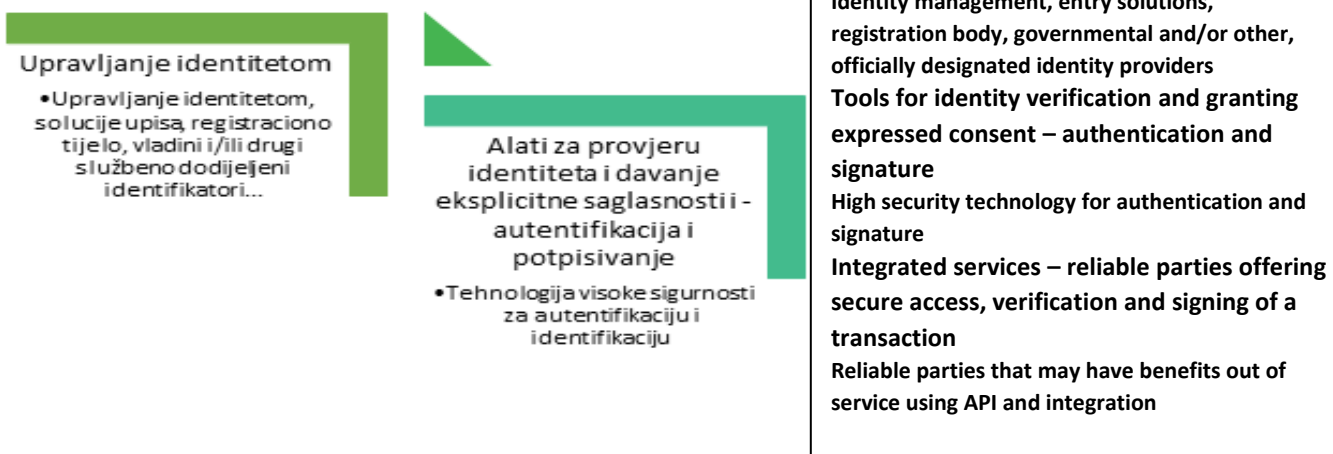 Upravljanje identitetom
•Upravljanje identitetom,
solucije upisa, registraciono
tijelo, vladini i/ili drugi
službeno dodijeljeni
identifikatori...
Alati za provjeru
identiteta i davanje
eksplicitne saglasnosti i -
autentifikacija i
potpisivanje
•Tehnologija visoke sigurnosti
za autentifikaciju i
identifikaciju
Identity management, entry solutions,
registration body, governmental and/or other,
officially designated identity providers
Tools for identity verification and granting
expressed consent – authentication and
signature
High security technology for authentication and
signature
Integrated services – reliable parties offering
secure access, verification and signing of a
transaction
Reliable parties that may have benefits out of
service using API and integration